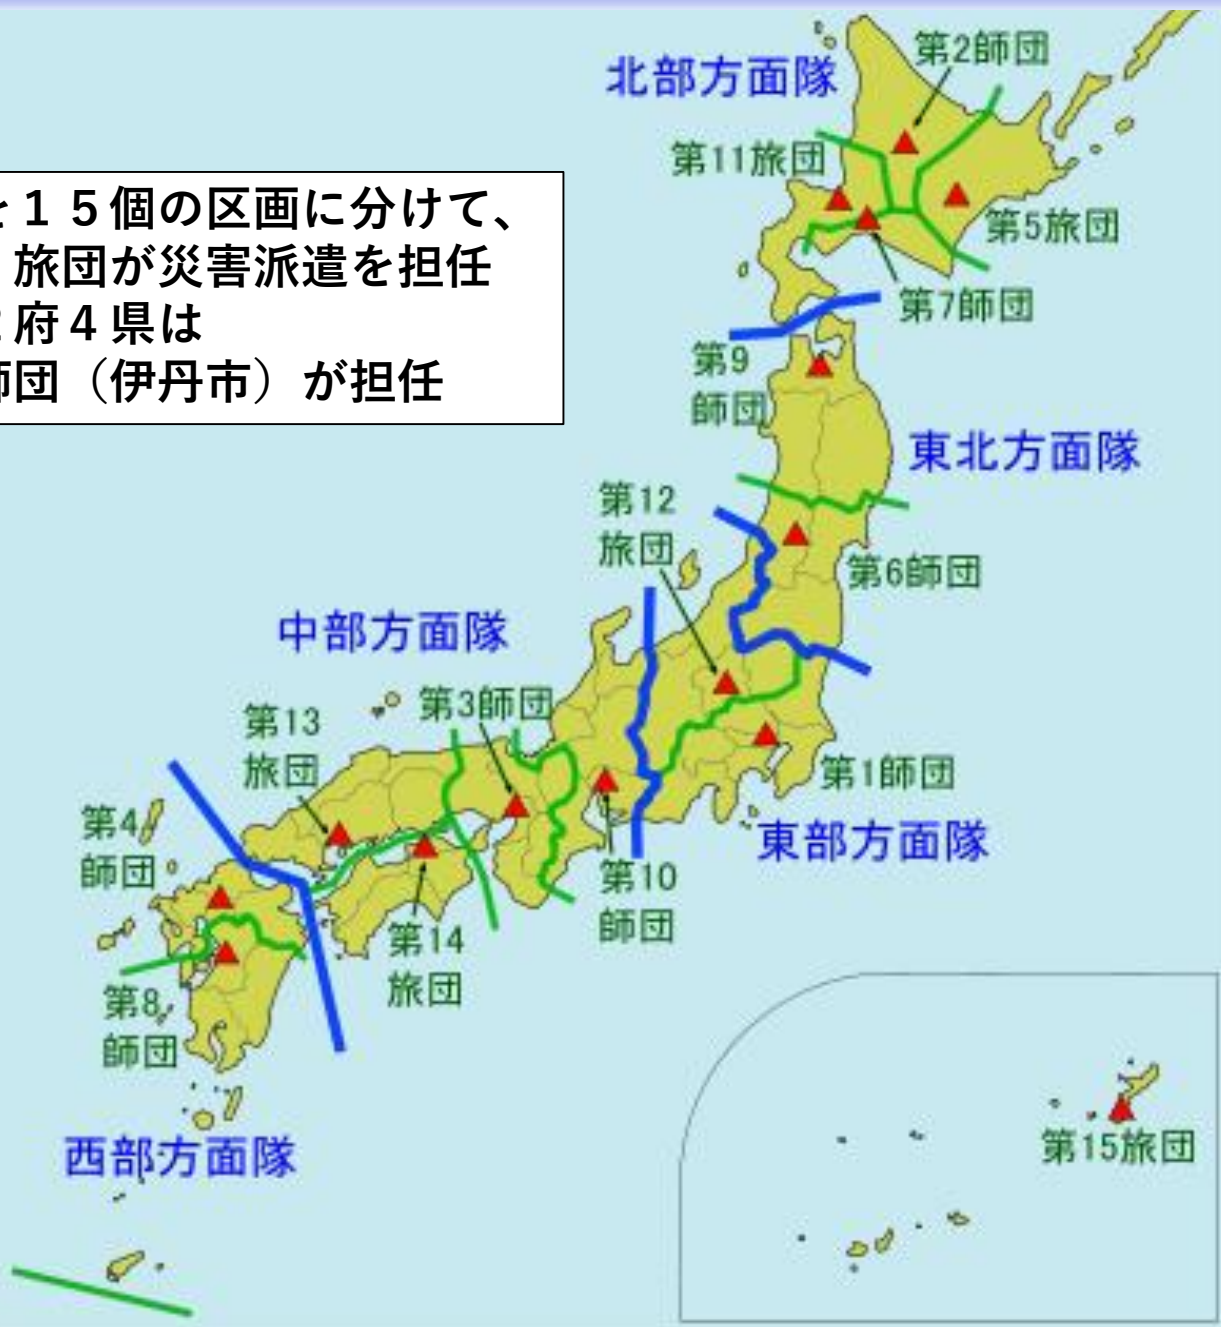 １５個の区画に分けて、
旅団が災害派遣を担任
府４県は
師団（伊丹市）が担任
北部方面隊
第2師団
第11旅団
第5旅団
第7師団
第9
師団
東北方面隊
第12
旅団
第6師団
中部方面隊
第3師団
第13
旅団
第1師団
東部方面隊
第4
師団
第10
師団
第14
旅団
第8
師団
西部方面隊
第15旅団